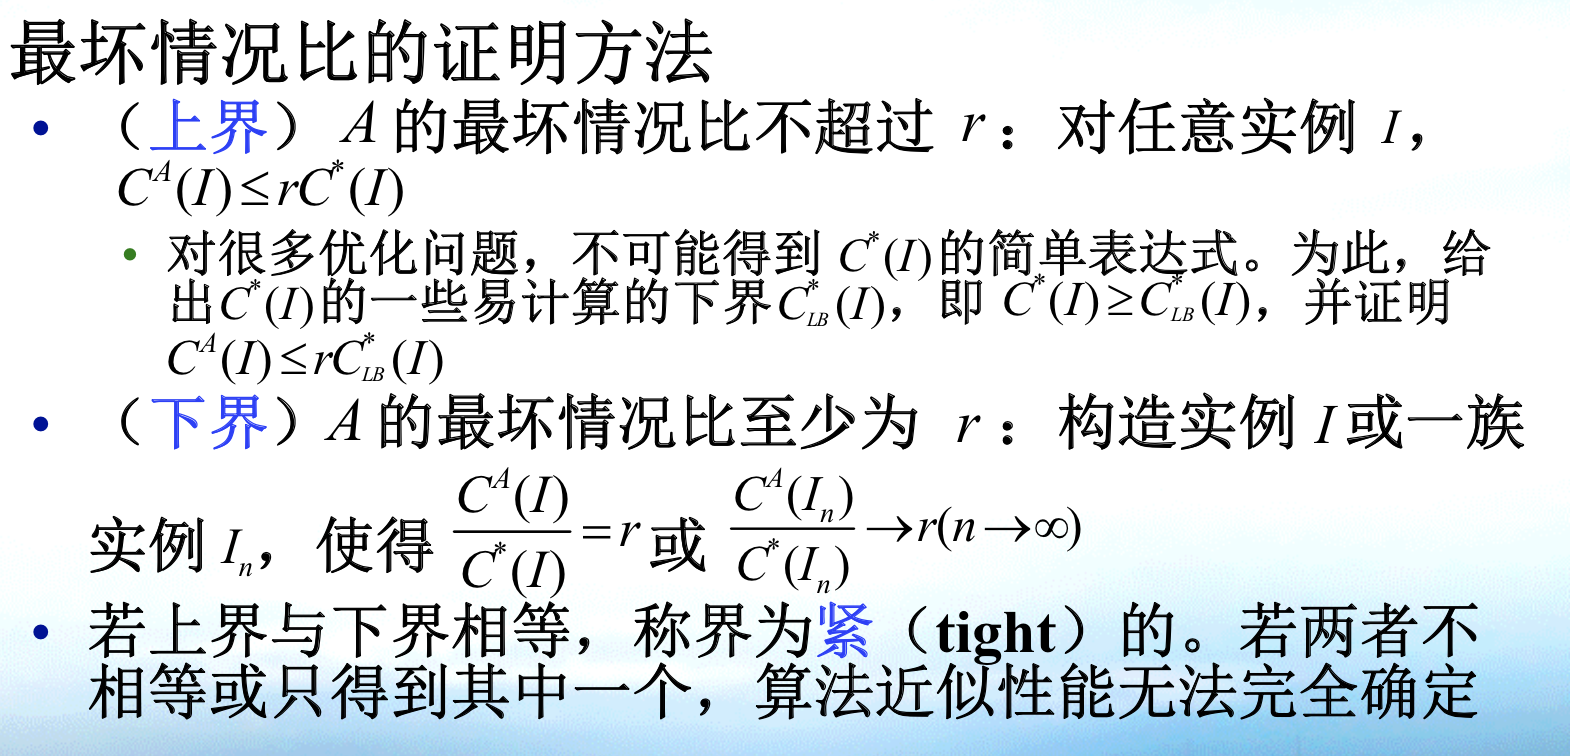 最坏情况比的证明方法
• （上界） A 的最坏情况比不超过 r：对任意实例 I，
C^A(I) ≤ rC^*(I)
• 对很多优化问题，不可能得到 C^*(I) 的简单表达式。为此，给
出 C^*(I) 的一些易计算的下界 C^*_{LB}(I)，即 C^*(I) ≥ C^*_{LB}(I)，并证明
C^A(I) ≤ rC^*_{LB}(I)
• （下界）A 的最坏情况比至少为 r：构造实例 I 或一族
实例 I_n，使得 \frac{C^A(I)}{C^*(I)} = r 或 \frac{C^A(I_n)}{C^*(I_n)} → r(n → ∞)
• 若上界与下界相等，称界为紧（tight）的。若两者不
相等或只得到其中一个，算法近似性能无法完全确定